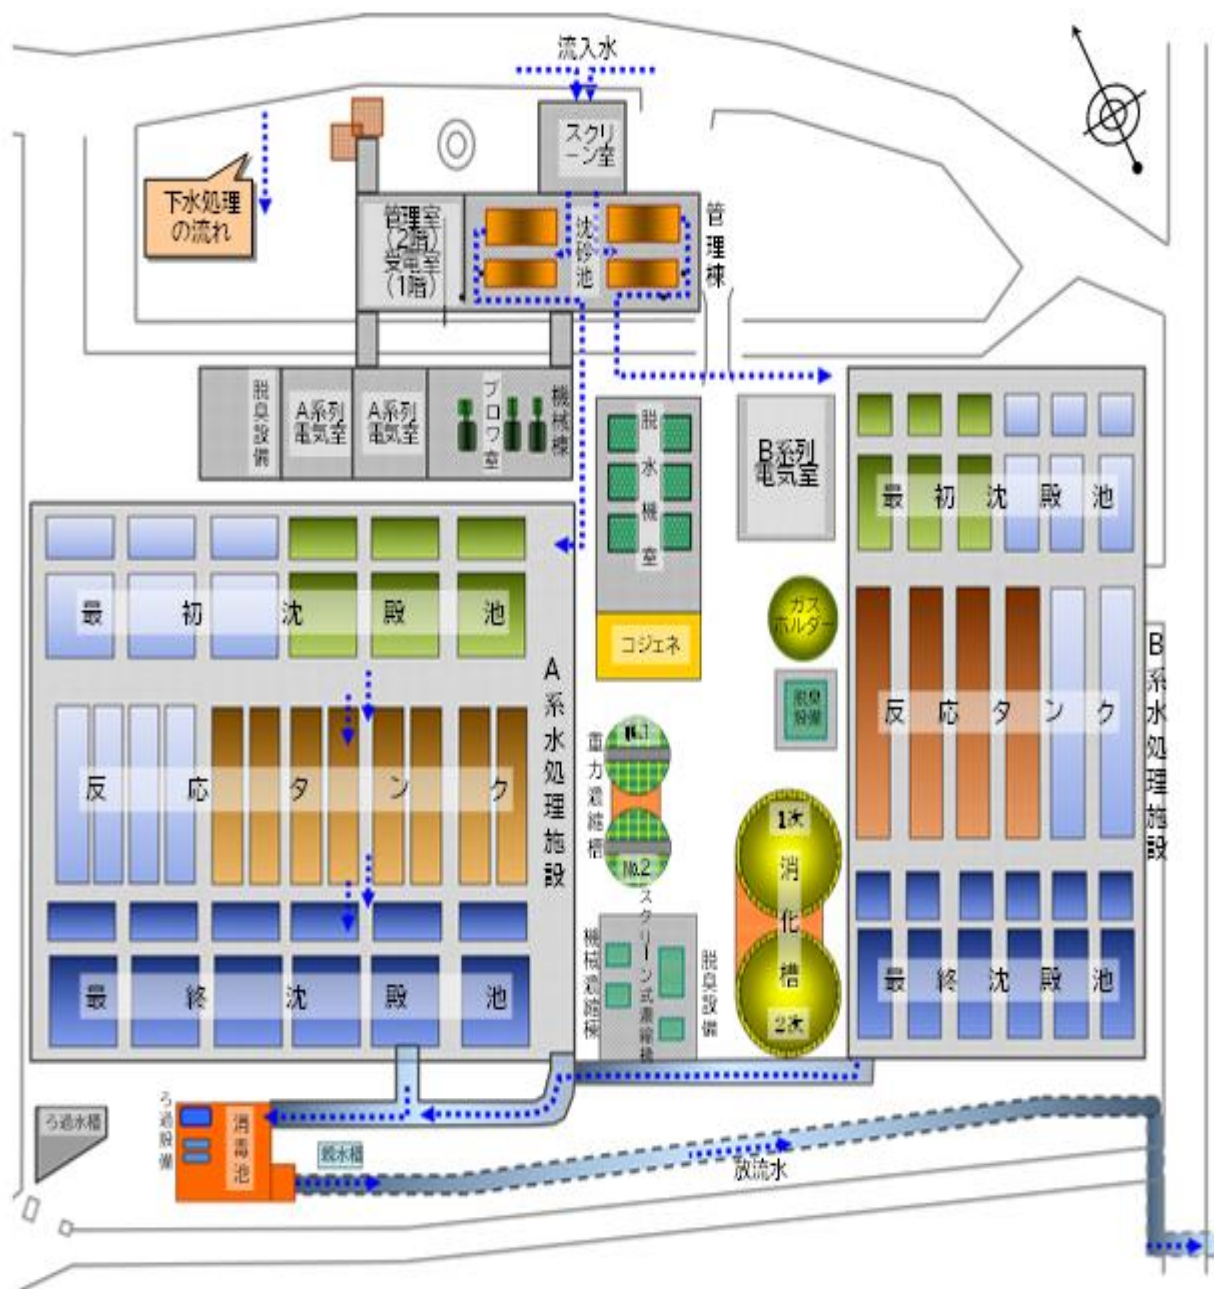 流入水
スクリ
ーン室
下水処理
の流れ
管理室
(2階)
受電室
(1階)
沈砂池
管理棟
脱臭設備
A系列
電気室
A系列
電気室
ブロワ室
機械棟
脱水機室
B系列
電気室
最初沈殿池
最初沈殿池
コジェネ
ガス
ホルダー
脱臭
設備
A系水処理施設
B系水処理施設
反応タンク
反応タンク
重力濃縮槽
No.1
No.2
1次
消化槽
2次
機械濃縮棟
スクリーン式濃縮機
脱臭設備
最終沈殿池
最終沈殿池
ろ過水槽
ろ過設備
消毒池
放流水